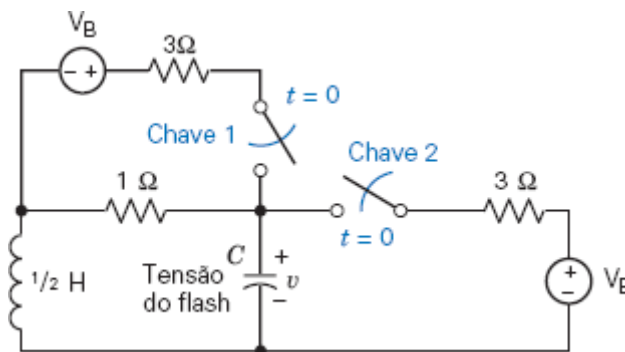 V_B
- +
3Ω
t = 0
Chave 1
Chave 2
1 Ω
3 Ω
t = 0
1/2 H
Tensão
do flash
C
+
v
–
+
–
V_B